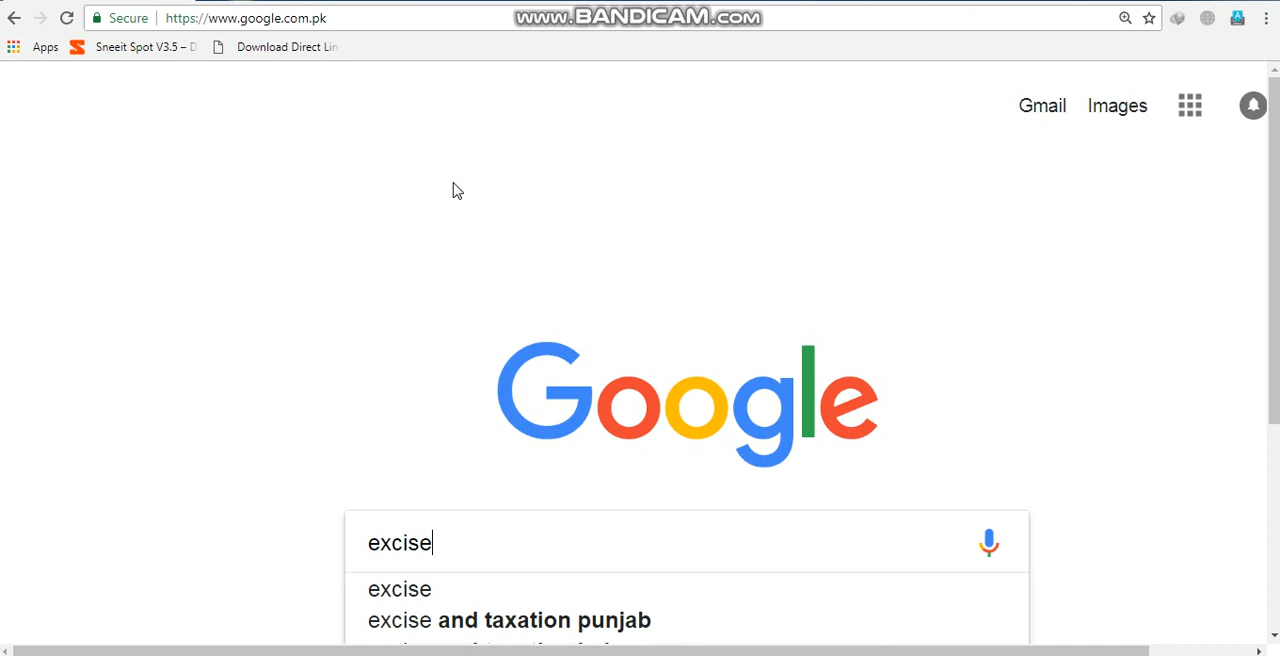 Secure https://www.google.com.pk
www.BANDICAM.com
Apps Sneeit Spot V3.5 – D Download Direct Lin
Gmail Images
Google
excise
excise
excise and taxation punjab